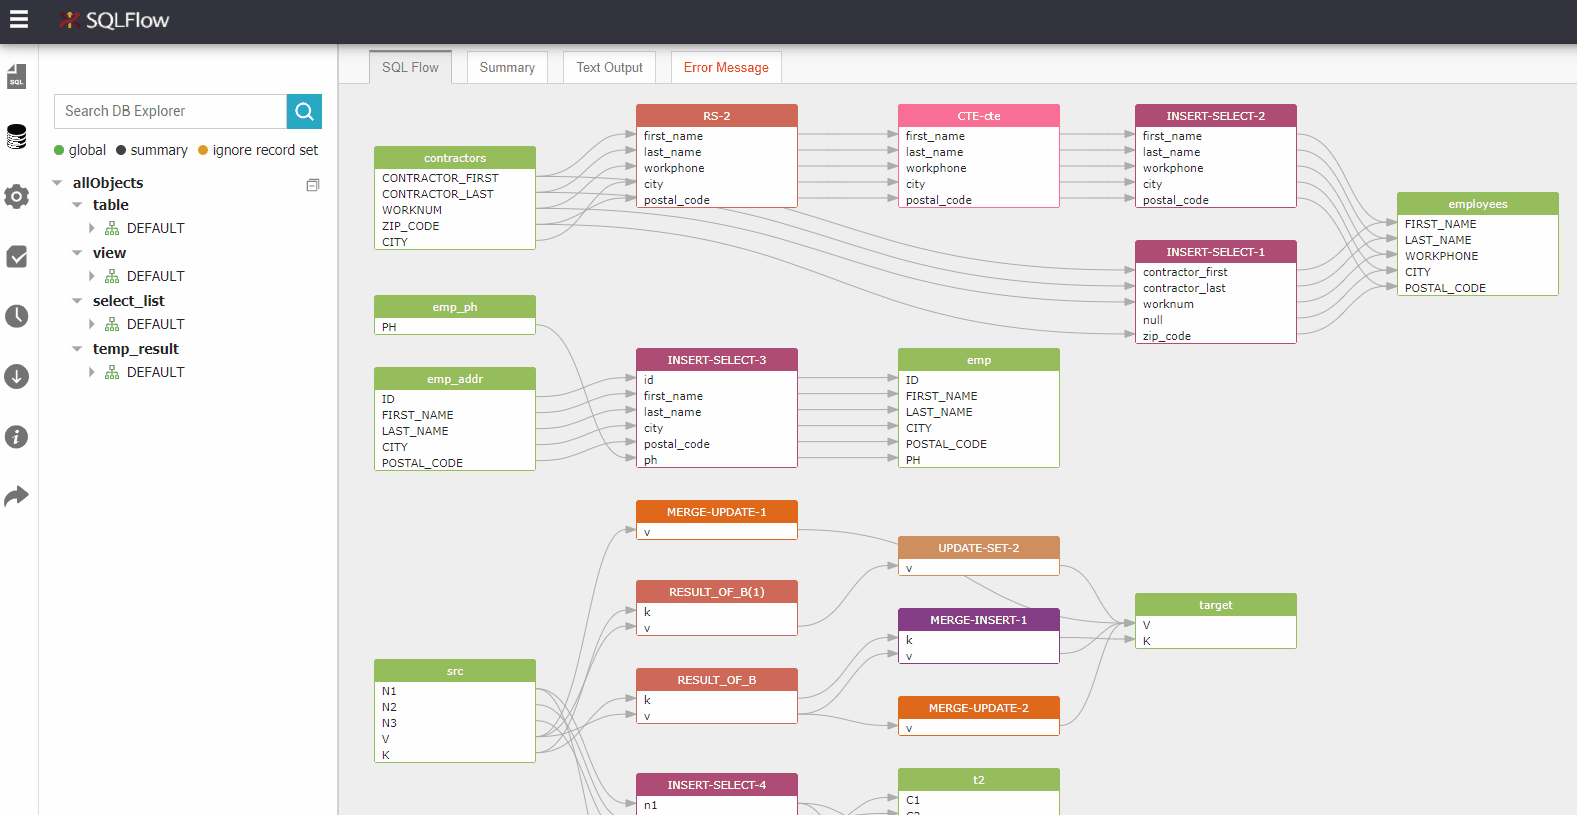 SQLFlow
SQL
Search DB Explorer
global summary ignore record set
allObjects
table
DEFAULT
view
DEFAULT
select_list
DEFAULT
temp_result
DEFAULT
SQL Flow Summary Text Output Error Message
contractors
CONTRACTOR_FIRST
CONTRACTOR_LAST
WORKNUM
ZIP_CODE
CITY
RS-2
first_name
last_name
workphone
city
postal_code
CTE-cte
first_name
last_name
workphone
city
postal_code
INSERT-SELECT-2
first_name
last_name
workphone
city
postal_code
employees
FIRST_NAME
LAST_NAME
WORKPHONE
CITY
POSTAL_CODE
INSERT-SELECT-1
contractor_first
contractor_last
worknum
null
zip_code
emp_ph
PH
emp_addr
ID
FIRST_NAME
LAST_NAME
CITY
POSTAL_CODE
INSERT-SELECT-3
id
first_name
last_name
city
postal_code
ph
emp
ID
FIRST_NAME
LAST_NAME
CITY
POSTAL_CODE
PH
MERGE-UPDATE-1
v
UPDATE-SET-2
v
RESULT_OF_B(1)
k
v
MERGE-INSERT-1
k
v
target
V
K
src
N1
N2
N3
V
K
RESULT_OF_B
k
v
MERGE-UPDATE-2
v
INSERT-SELECT-4
n1
t2
C1